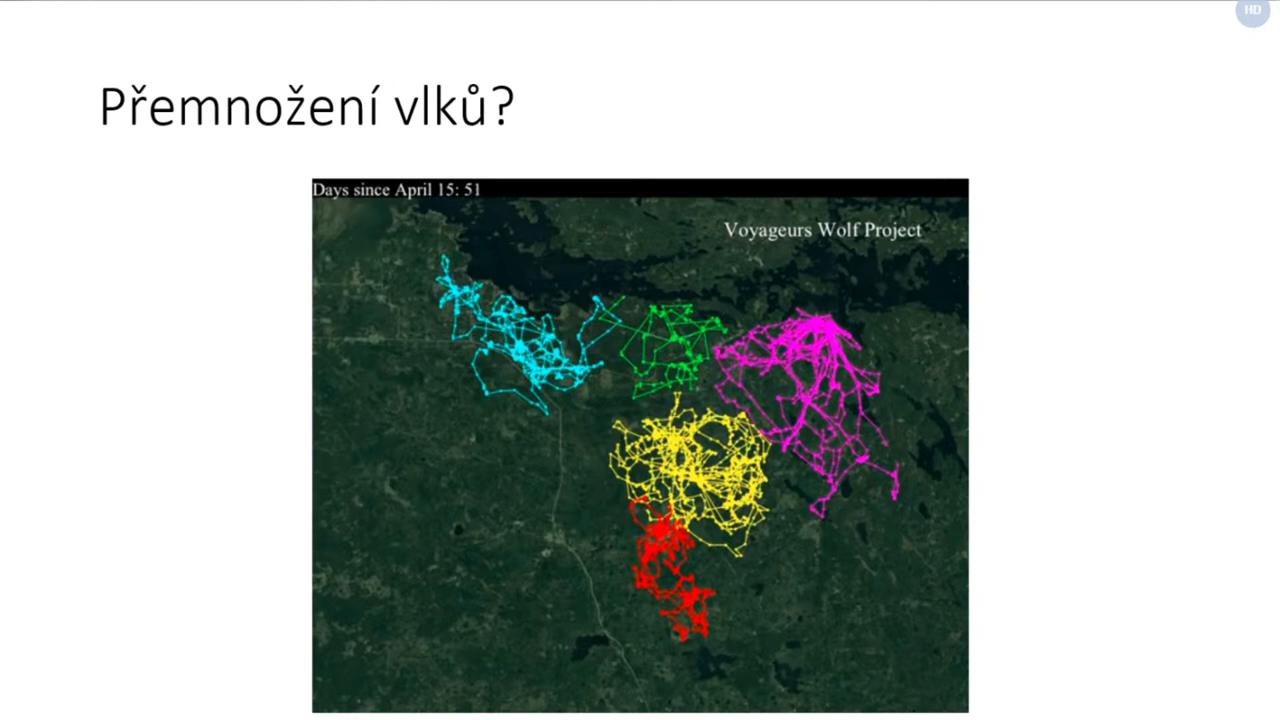 HD
Přemnožení vlků?
Days since April 15: 51
Voyageurs Wolf Project